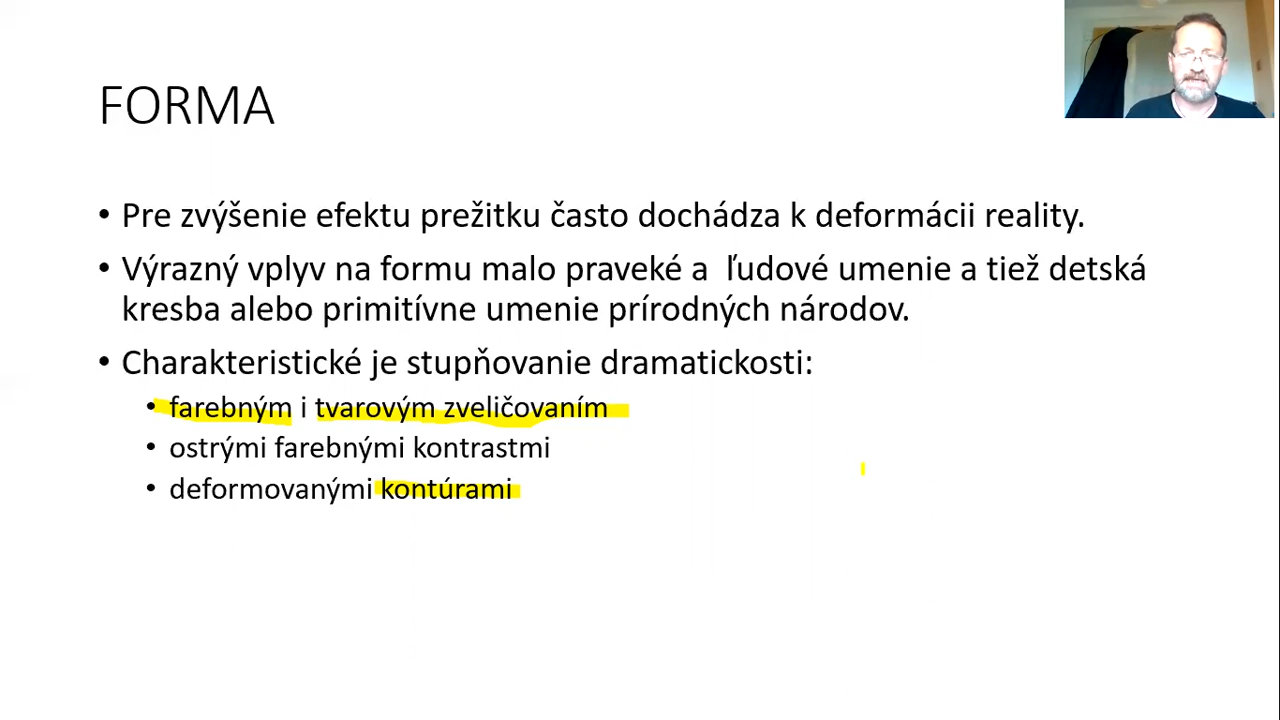 FORMA
• Pre zvýšenie efektu prežitku často dochádza k deformácii reality.
• Výrazný vplyv na formu malo praveké a  ľudové umenie a tiež detská
kresba alebo primitívne umenie prírodných národov.
• Charakteristické je stupňovanie dramatickosti:
• farebným i tvarovým zveličovaním
• ostrými farebnými kontrastmi
• deformovanými kontúrami